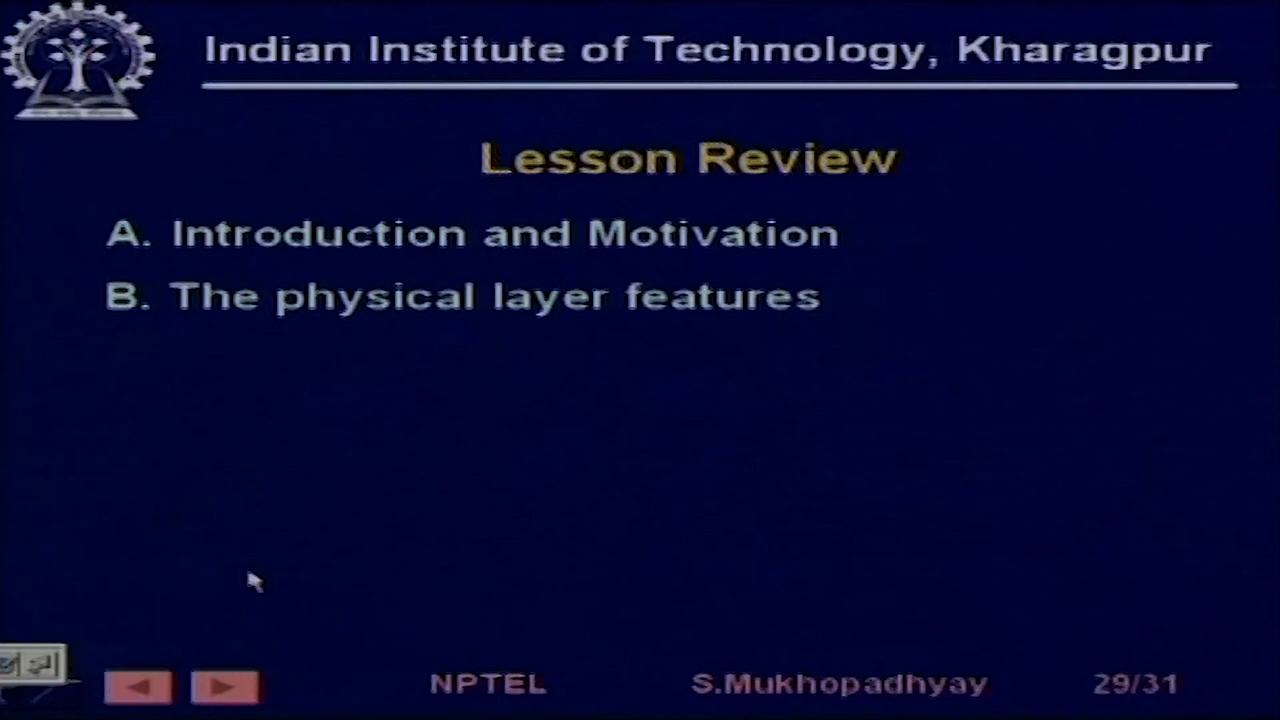 Indian Institute of Technology, Kharagpur
Lesson Review
A. Introduction and Motivation
B. The physical layer features
NPTEL S.Mukhopadhyay 29/31